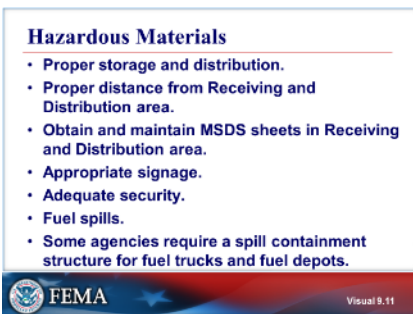 Hazardous Materials
• Proper storage and distribution.
• Proper distance from Receiving and
Distribution area.
• Obtain and maintain MSDS sheets in Receiving
and Distribution area.
• Appropriate signage.
• Adequate security.
• Fuel spills.
• Some agencies require a spill containment
structure for fuel trucks and fuel depots.
FEMA
Visual 9.11